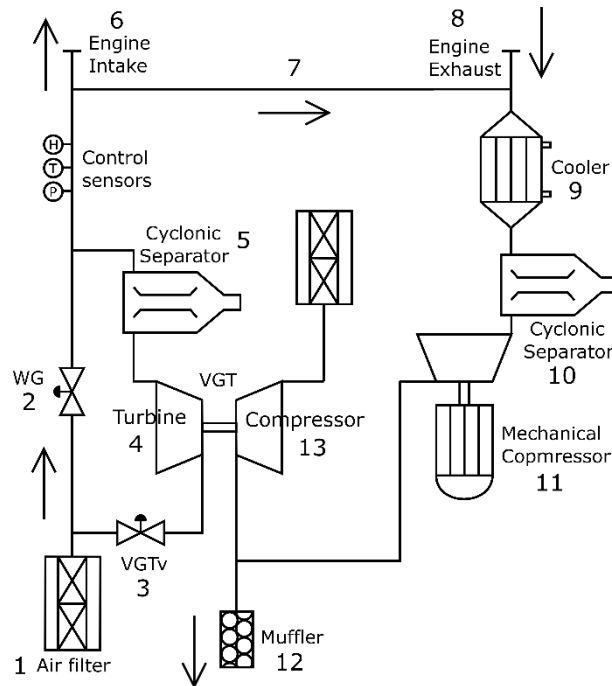 6
Engine
Intake
7
8
Engine
Exhaust
H
T
P
Control
sensors
Cooler
9
Cyclonic 5
Separator
Cyclonic
Separator
10
WG
2
VGT
Turbine
4
Compressor
13
Mechanical
Copmressor
11
VGTv
3
1 Air filter
Muffler
12